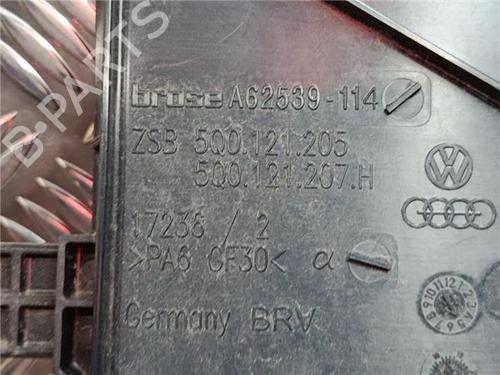 brose A62539-114
ZSB 5Q0.121.205
5Q0.121.207.H
17236 / 2
>PA6 GF30< α
Germany BRV
B-PARTS